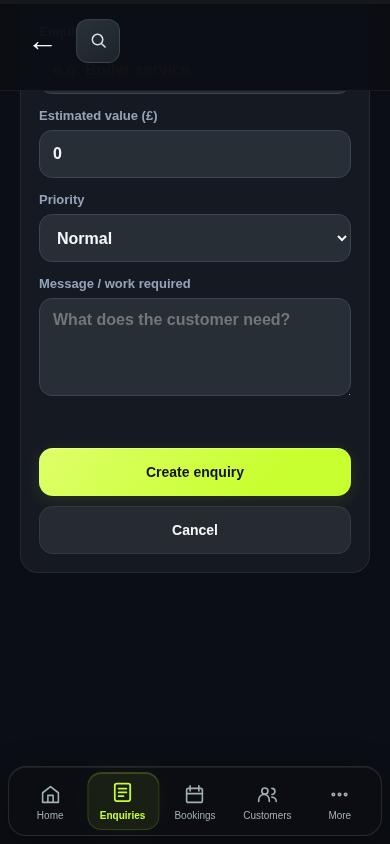 Estimated value (£)
0
Priority
Normal
Message / work required
What does the customer need?
Create enquiry
Cancel
Home
Enquiries
Bookings
Customers
More